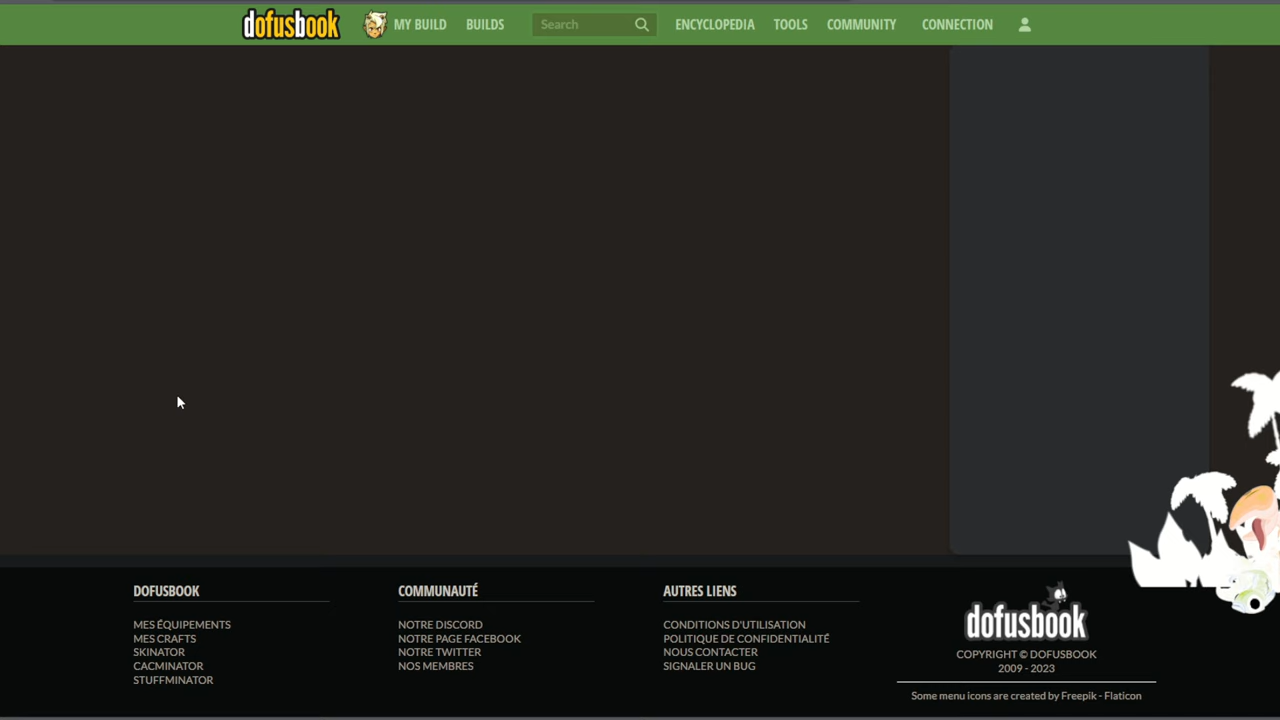 dofusbook MY BUILD BUILDS Search ENCYCLOPEDIA TOOLS COMMUNITY CONNECTION
DOFUSBOOK
MES ÉQUIPEMENTS
MES CRAFTS
SKINATOR
CACMINATOR
STUFFMINATOR
COMMUNAUTÉ
NOTRE DISCORD
NOTRE PAGE FACEBOOK
NOTRE TWITTER
NOS MEMBRES
AUTRES LIENS
CONDITIONS D'UTILISATION
POLITIQUE DE CONFIDENTIALITÉ
NOUS CONTACTER
SIGNALER UN BUG
dofusbook
COPYRIGHT © DOFUSBOOK
2009 - 2023
Some menu icons are created by Freepik - Flaticon